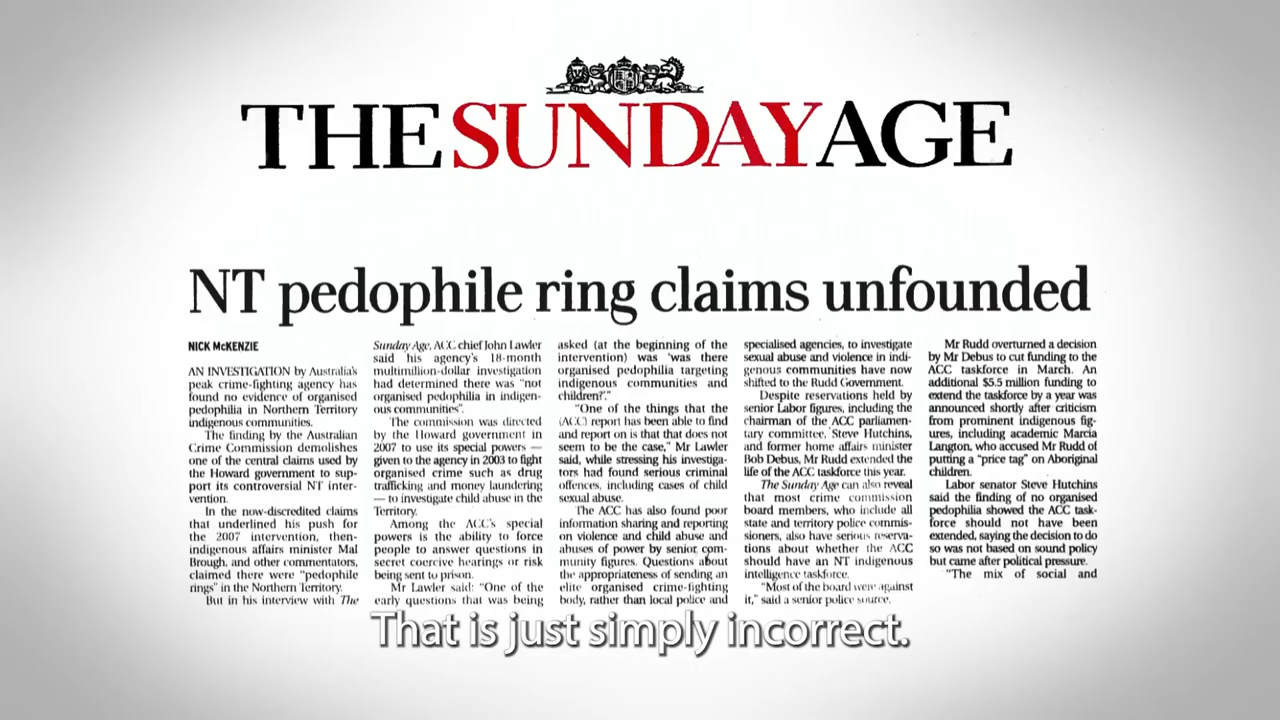 THE SUNDAY AGE
NT pedophile ring claims unfounded
NICK McKENZIE
AN INVESTIGATION by Australia's
peak crime-fighting agency has
found no evidence of organised
pedophilia in Northern Territory
indigenous communities.
The finding by the Australian
Crime Commission demolishes
one of the central claims used by
the Howard government to sup-
port its controversial NT inter-
vention.
In the now-discredited claims
that underlined his push for
the 2007 intervention, then-
indigenous affairs minister Mal
Brough, and other commentators,
claimed there were "pedophile
rings" in the Northern Territory.
But in his interview with The
Sunday Age, ACC chief John Lawler
said his agency's 18-month
multimillion-dollar investigation
had determined there was "not
organised pedophilia in indigen-
ous communities".
The commission was directed
by the Howard government in
2007 to use its special powers —
given to the agency in 2003 to fight
organised crime such as drug
trafficking and money laundering
— to investigate child abuse in the
Territory.
Among the ACC's special
powers is the ability to force
people to answer questions in
secret coercive hearings or risk
being sent to prison.
Mr Lawler said: "One of the
early questions that was being
asked (at the beginning of the
intervention) was 'was there
organised pedophilia targeting
indigenous communities and
children?'"
"One of the things that the
(ACC) report has been able to find
and report on is that that does not
seem to be the case," Mr Lawler
said, while stressing his investiga-
tors had found serious criminal
offences, including cases of child
sexual abuse.
The ACC has also found poor
information sharing and reporting
on violence and child abuse and
abuses of power by senior com-
munity figures. Questions about
the appropriateness of sending an
elite organised crime-fighting
body, rather than local police and
specialised agencies, to investigate
sexual abuse and violence in indi-
genous communities have now
shifted to the Rudd Government.
Despite reservations held by
senior Labor figures, including the
chairman of the ACC parliamen-
tary committee, Steve Hutchins,
and former home affairs minister
Bob Debus, Mr Rudd extended the
life of the ACC taskforce this year.
The Sunday Age can also reveal
that most crime commission
board members, who include all
state and territory police commis-
sioners, also have serious reserva-
tions about whether the ACC
should have an NT indigenous
intelligence taskforce.
"Most of the board were against
it," said a senior police source.
Mr Rudd overturned a decision
by Mr Debus to cut funding to the
ACC taskforce in March. An
additional $5.5 million funding to
extend the taskforce by a year was
announced shortly after criticism
from prominent indigenous fig-
ures, including academic Marcia
Langton, who accused Mr Rudd of
putting a "price tag" on Aboriginal
children.
Labor senator Steve Hutchins
said the finding of no organised
pedophilia showed the ACC task-
force should not have been
extended, saying the decision to do
so was not based on sound policy
but came after political pressure.
"The mix of social and
That is just simply incorrect.